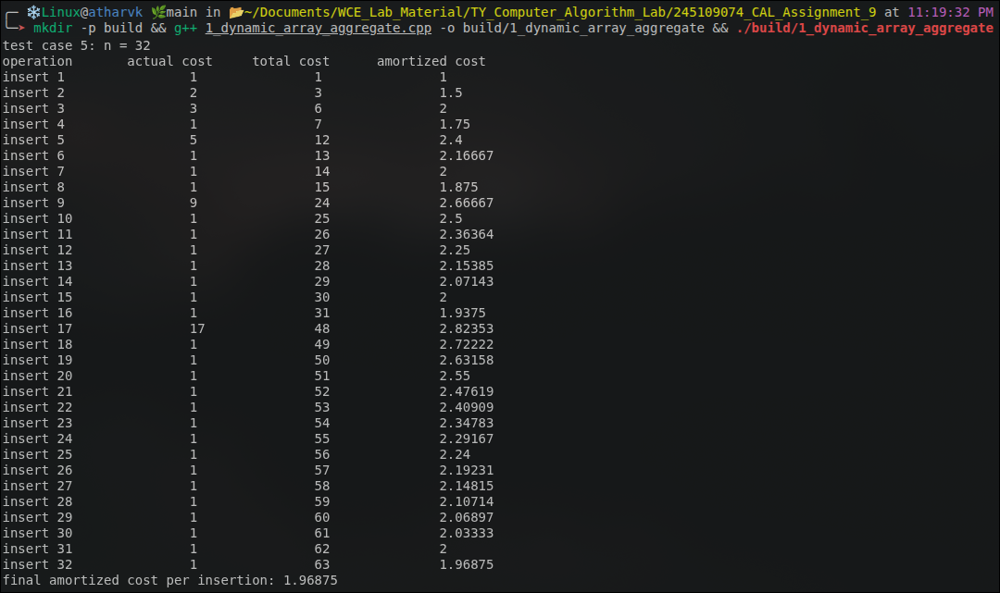 ╭─ ❄️Linux@atharvk 🌿main in 📂~/Documents/WCE_Lab_Material/TY_Computer_Algorithm_Lab/245109074_CAL_Assignment_9 at 11:19:32 PM
╰─➤ mkdir -p build && g++ 1_dynamic_array_aggregate.cpp -o build/1_dynamic_array_aggregate && ./build/1_dynamic_array_aggregate
test case 5: n = 32
operation       actual cost     total cost      amortized cost
insert 1                1               1               1
insert 2                2               3               1.5
insert 3                3               6               2
insert 4                1               7               1.75
insert 5                5               12              2.4
insert 6                1               13              2.16667
insert 7                1               14              2
insert 8                1               15              1.875
insert 9                9               24              2.66667
insert 10               1               25              2.5
insert 11               1               26              2.36364
insert 12               1               27              2.25
insert 13               1               28              2.15385
insert 14               1               29              2.07143
insert 15               1               30              2
insert 16               1               31              1.9375
insert 17               17              48              2.82353
insert 18               1               49              2.72222
insert 19               1               50              2.63158
insert 20               1               51              2.55
insert 21               1               52              2.47619
insert 22               1               53              2.40909
insert 23               1               54              2.34783
insert 24               1               55              2.29167
insert 25               1               56              2.24
insert 26               1               57              2.19231
insert 27               1               58              2.14815
insert 28               1               59              2.10714
insert 29               1               60              2.06897
insert 30               1               61              2.03333
insert 31               1               62              2
insert 32               1               63              1.96875
final amortized cost per insertion: 1.96875